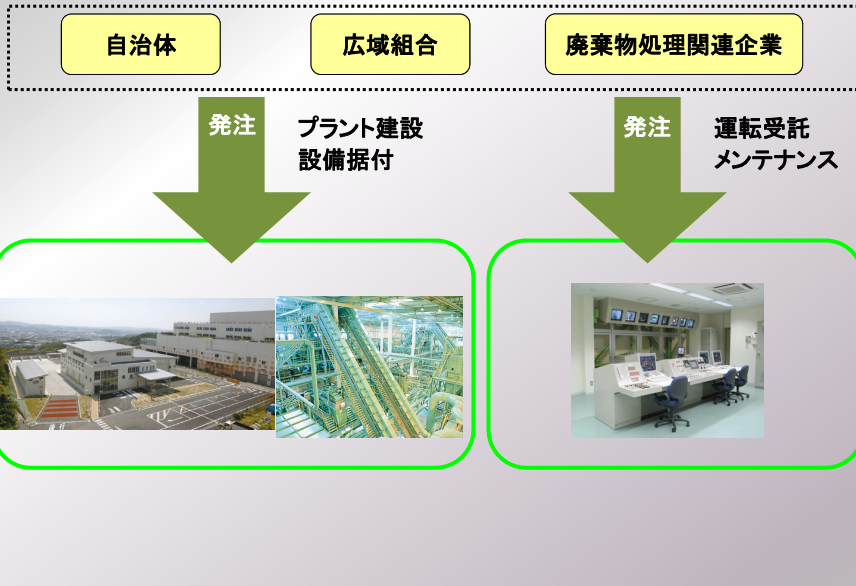 自治体
広域組合
廃棄物処理関連企業
発注
プラント建設
設備据付
発注
運転受託
メンテナンス